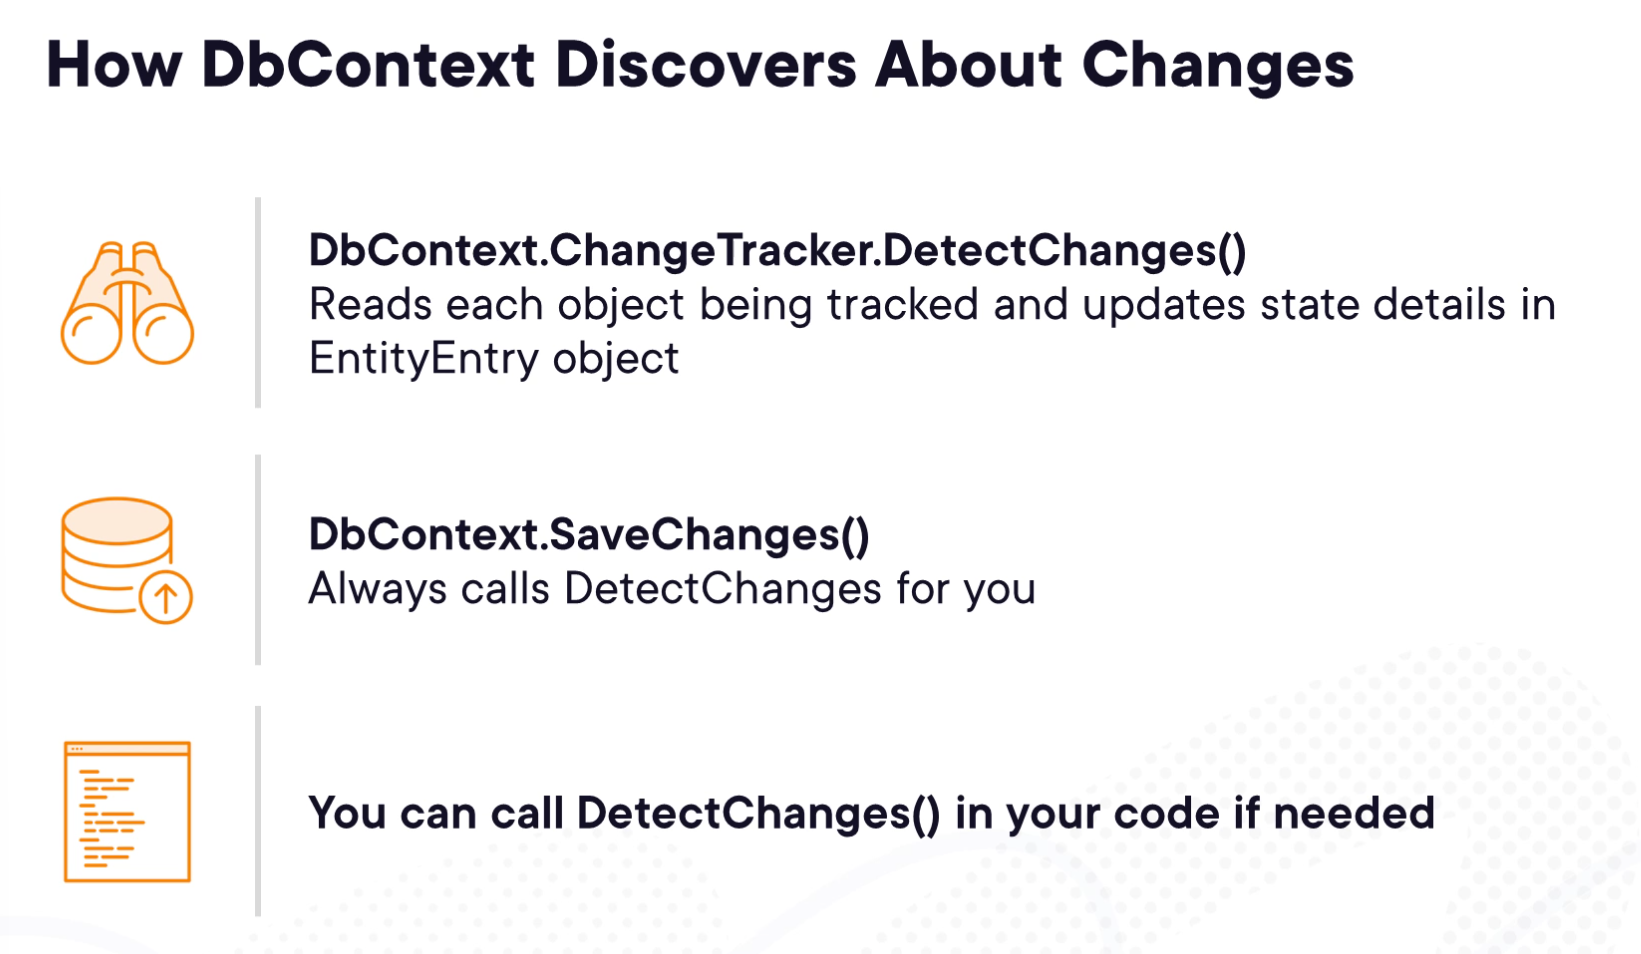 How DbContext Discovers About Changes
DbContext.ChangeTracker.DetectChanges()
Reads each object being tracked and updates state details in
EntityEntry object
DbContext.SaveChanges()
Always calls DetectChanges for you
You can call DetectChanges() in your code if needed